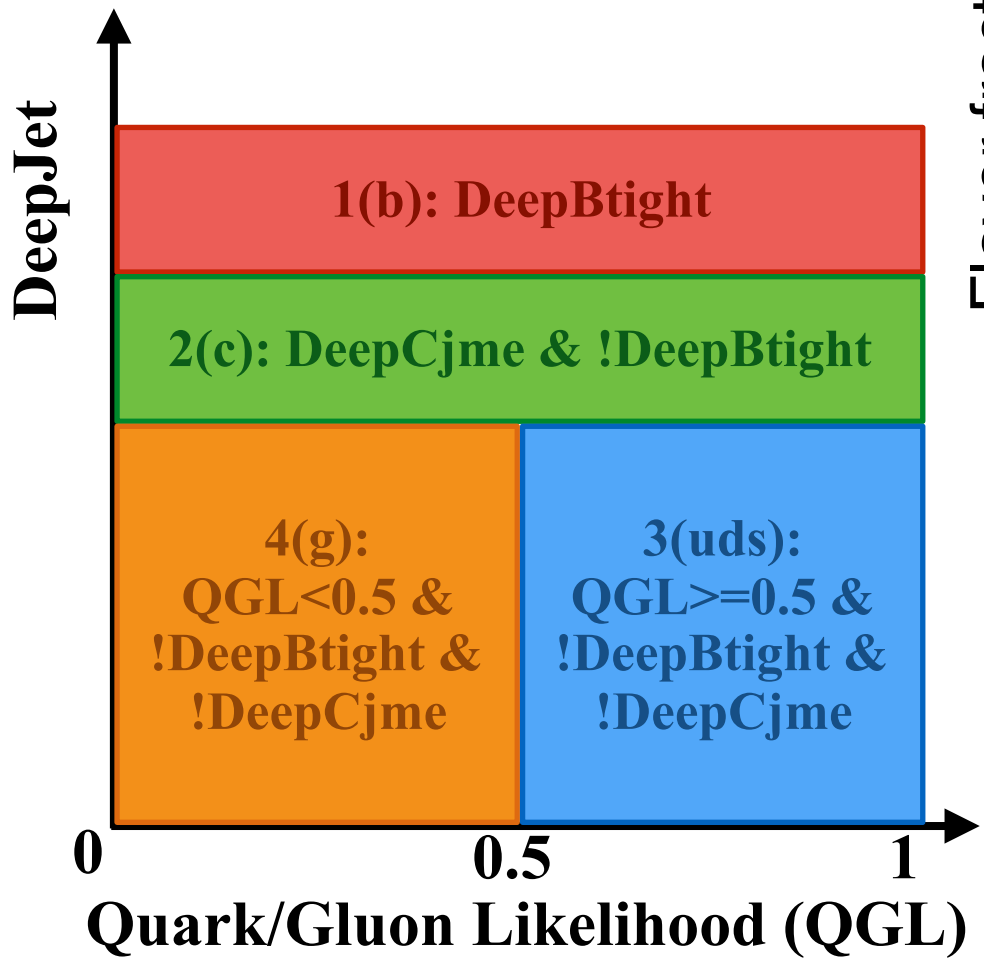 DeepJet
1(b): DeepBtight
2(c): DeepCjme & !DeepBtight
4(g):
QGL<0.5 &
!DeepBtight &
!DeepCjme
3(uds):
QGL>=0.5 &
!DeepBtight &
!DeepCjme
0
0.5
1
Quark/Gluon Likelihood (QGL)